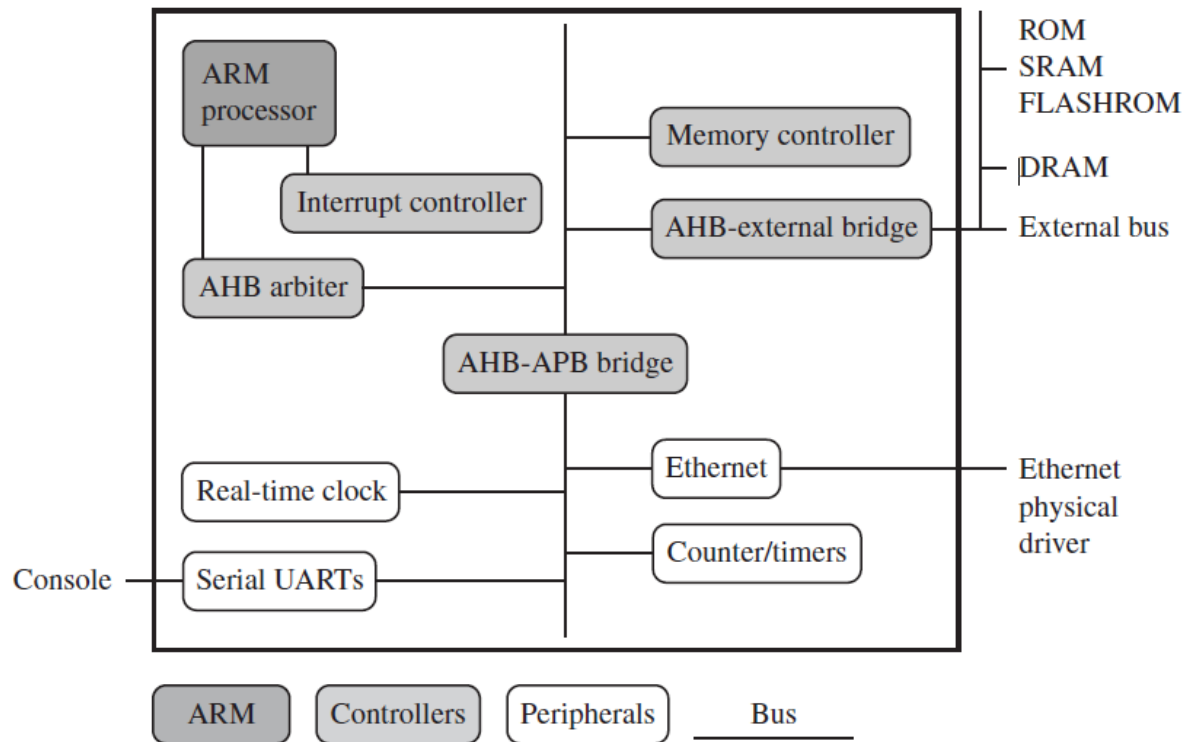 ROM
SRAM
FLASHROM
ARM
processor
Memory controller
DRAM
Interrupt controller
AHB-external bridge
External bus
AHB arbiter
AHB-APB bridge
Ethernet
Ethernet
physical
driver
Real-time clock
Counter/timers
Console
Serial UARTs
ARM
Controllers
Peripherals
Bus